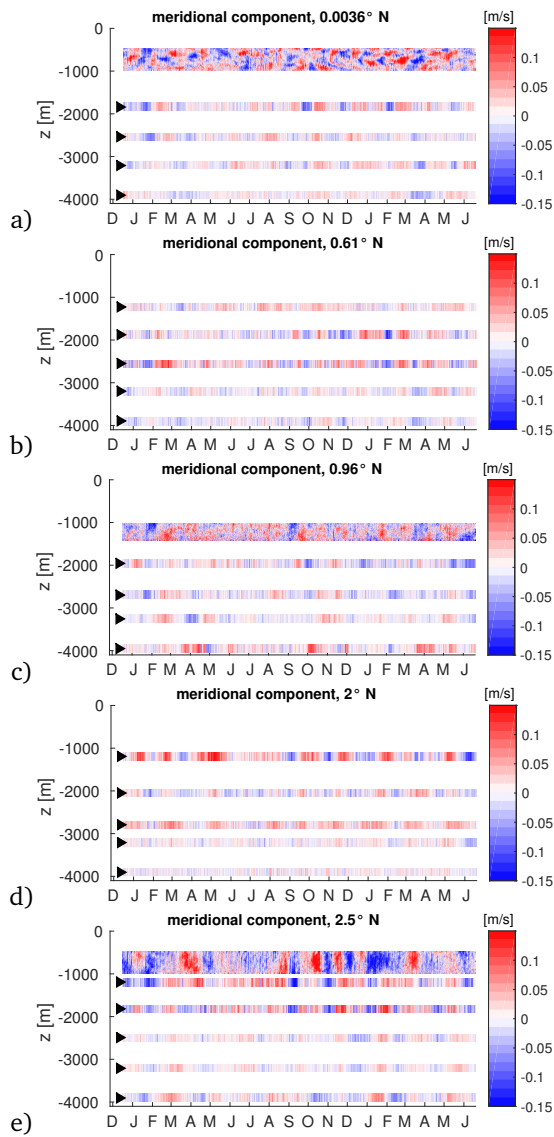 meridional component, 0.0036° N
[m/s]
0
-1000
-2000
-3000
-4000
z [m]
0.1
0.05
0
-0.05
-0.1
-0.15
D J F M A M J J A S O N D J F M A M J
a)
meridional component, 0.61° N
[m/s]
0
-1000
-2000
-3000
-4000
z [m]
0.1
0.05
0
-0.05
-0.1
-0.15
D J F M A M J J A S O N D J F M A M J
b)
meridional component, 0.96° N
[m/s]
0
-1000
-2000
-3000
-4000
z [m]
0.1
0.05
0
-0.05
-0.1
-0.15
D J F M A M J J A S O N D J F M A M J
c)
meridional component, 2° N
[m/s]
0
-1000
-2000
-3000
-4000
z [m]
0.1
0.05
0
-0.05
-0.1
-0.15
D J F M A M J J A S O N D J F M A M J
d)
meridional component, 2.5° N
[m/s]
0
-1000
-2000
-3000
-4000
z [m]
0.1
0.05
0
-0.05
-0.1
-0.15
D J F M A M J J A S O N D J F M A M J
e)